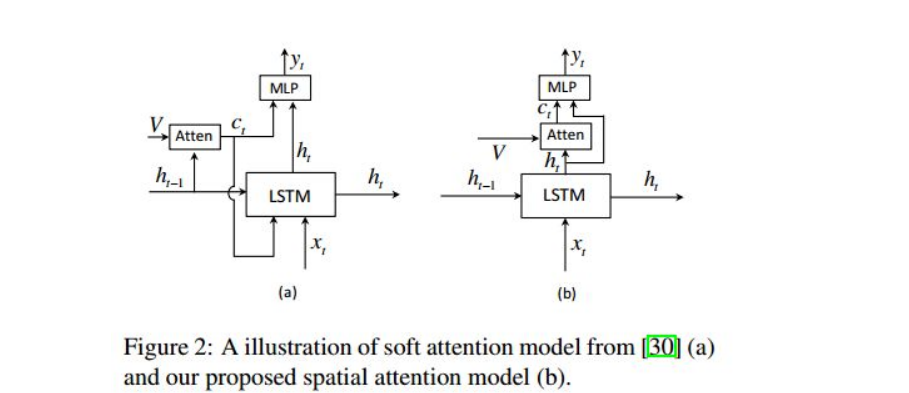 y_t
y_t
MLP
MLP
V
Atten
c_t
c_t
Atten
V
h_t
h_t
h_{t-1}
LSTM
h_t
h_{t-1}
LSTM
h_t
x_t
x_t
(a)
(b)
Figure 2: A illustration of soft attention model from [30] (a)
and our proposed spatial attention model (b).